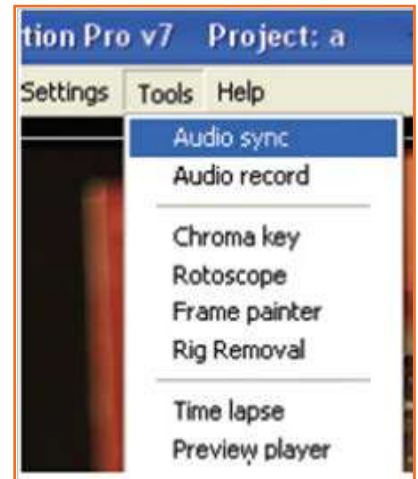 tion Pro v7 Project: a
Settings Tools Help
Audio sync
Audio record
Chroma key
Rotoscope
Frame painter
Rig Removal
Time lapse
Preview player